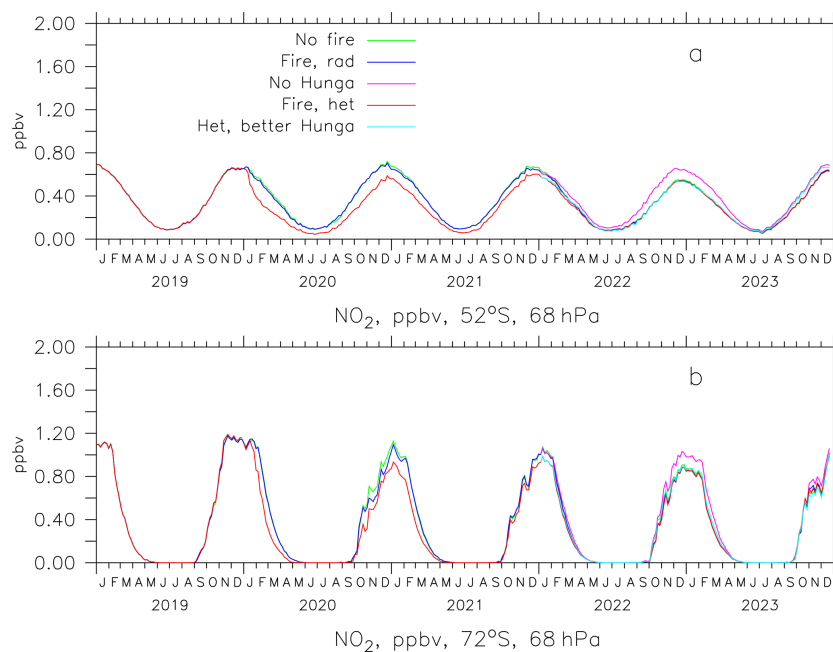 2.00
1.60
1.20
0.80
0.40
0.00
ppbv
No fire
Fire, rad
No Hunga
Fire, het
Het, better Hunga
a
J F M A M J J A S O N D J F M A M J J A S O N D J F M A M J J A S O N D J F M A M J J A S O N D J F M A M J J A S O N D
2019 2020 2021 2022 2023
NO₂, ppbv, 52°S, 68 hPa
2.00
1.60
1.20
0.80
0.40
0.00
ppbv
b
J F M A M J J A S O N D J F M A M J J A S O N D J F M A M J J A S O N D J F M A M J J A S O N D J F M A M J J A S O N D
2019 2020 2021 2022 2023
NO₂, ppbv, 72°S, 68 hPa